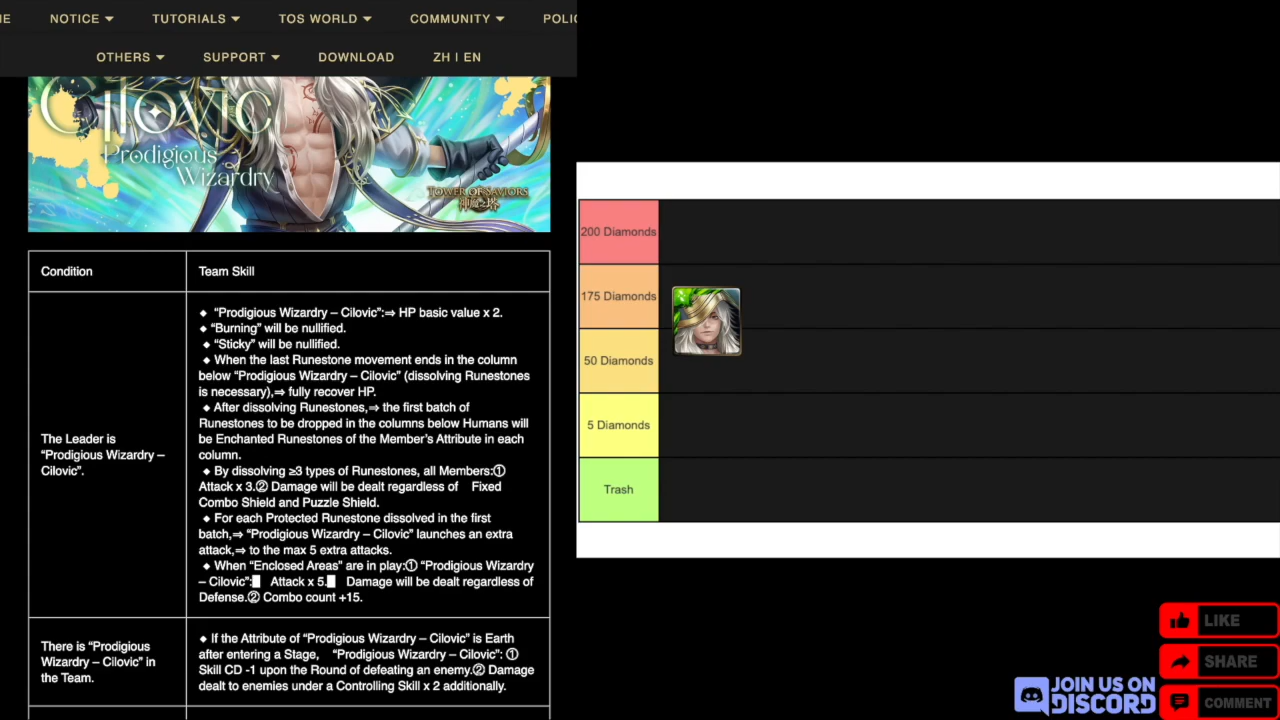 NOTICE
TUTORIALS
TOS WORLD
COMMUNITY
OTHERS
SUPPORT
DOWNLOAD
ZH | EN
Cilovic
Prodigious
Wizardry
TOWER OF SAVIORS
神魔之塔
Condition
Team Skill
The Leader is
“Prodigious Wizardry –
Cilovic”.
◆ “Prodigious Wizardry – Cilovic”:⇒ HP basic value x 2.
◆ “Burning” will be nullified.
◆ “Sticky” will be nullified.
◆ When the last Runestone movement ends in the column
below “Prodigious Wizardry – Cilovic” (dissolving Runestones
is necessary),⇒ fully recover HP.
◆ After dissolving Runestones,⇒ the first batch of
Runestones to be dropped in the columns below Humans will
be Enchanted Runestones of the Member’s Attribute in each
column.
◆ By dissolving ≥3 types of Runestones, all Members:①
Attack x 3.② Damage will be dealt regardless of Fixed
Combo Shield and Puzzle Shield.
◆ For each Protected Runestone dissolved in the first
batch,⇒ “Prodigious Wizardry – Cilovic” launches an extra
attack,⇒ to the max 5 extra attacks.
◆ When “Enclosed Areas” are in play:① “Prodigious Wizardry
– Cilovic”: Attack x 5. Damage will be dealt regardless of
Defense.② Combo count +15.
There is “Prodigious
Wizardry – Cilovic” in
the Team.
◆ If the Attribute of “Prodigious Wizardry – Cilovic” is Earth
after entering a Stage, “Prodigious Wizardry – Cilovic”: ①
Skill CD -1 upon the Round of defeating an enemy.② Damage
dealt to enemies under a Controlling Skill x 2 additionally.
200 Diamonds
175 Diamonds
50 Diamonds
5 Diamonds
Trash
LIKE
SHARE
COMMENT
JOIN US ON
DISCORD